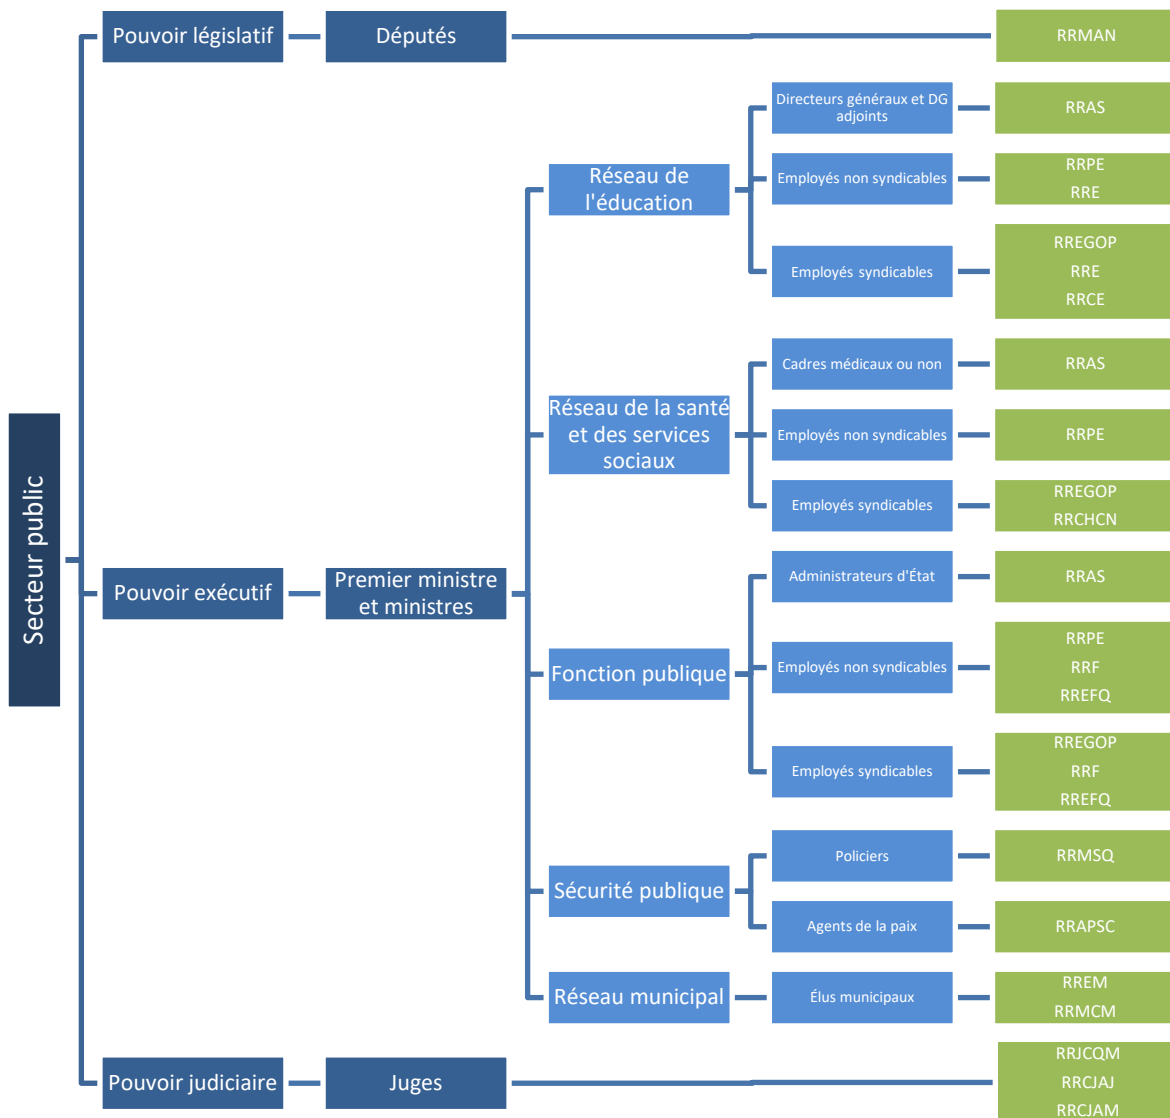 Secteur public
Pouvoir législatif
Députés
RRMAN
Pouvoir exécutif
Premier ministre
et ministres
Réseau de
l'éducation
Directeurs généraux et DG
adjoints
RRAS
Employés non syndicables
RRPE
RRE
Employés syndicables
RREGOP
RRE
RRCE
Réseau de la santé
et des services
sociaux
Cadres médicaux ou non
RRAS
Employés non syndicables
RRPE
Employés syndicables
RREGOP
RRCHCN
Fonction publique
Administrateurs d'État
RRAS
Employés non syndicables
RRPE
RRF
RREFQ
Employés syndicables
RREGOP
RRF
RREFQ
Sécurité publique
Policiers
RRMSQ
Agents de la paix
RRAPSC
Réseau municipal
Élus municipaux
RREM
RRMCM
Pouvoir judiciaire
Juges
RRJCQM
RRCJAJ
RRCJAM